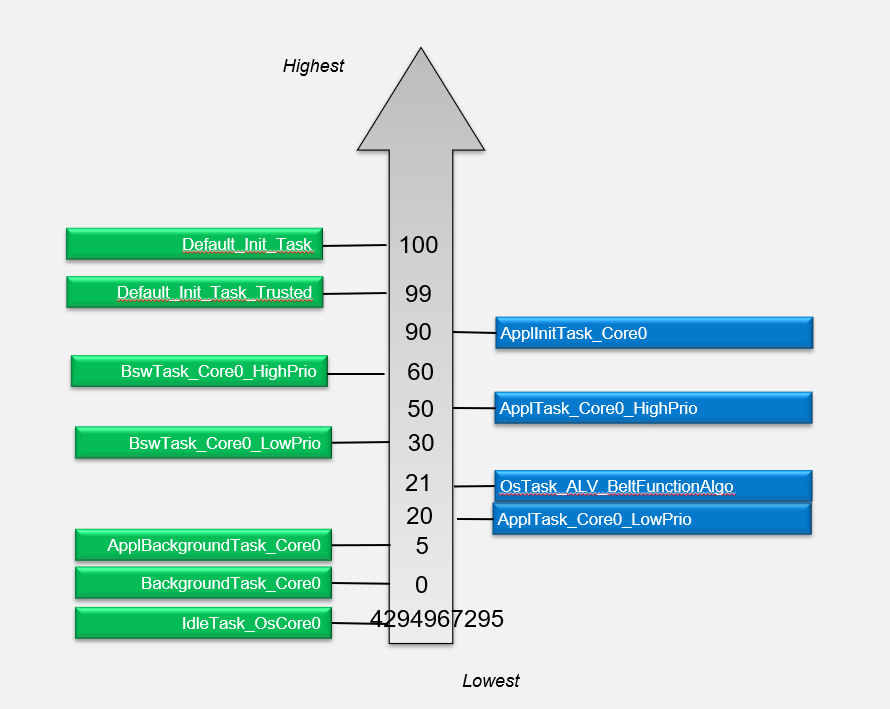 Highest
Default_Init_Task
100
Default_Init_Task_Trusted
99
90
ApplInitTask_Core0
BswTask_Core0_HighPrio
60
50
ApplTask_Core0_HighPrio
BswTask_Core0_LowPrio
30
21
OsTask_ALV_BeltFunctionAlgo
20
ApplTask_Core0_LowPrio
ApplBackgroundTask_Core0
5
BackgroundTask_Core0
0
IdleTask_OsCore0
4294967295
Lowest